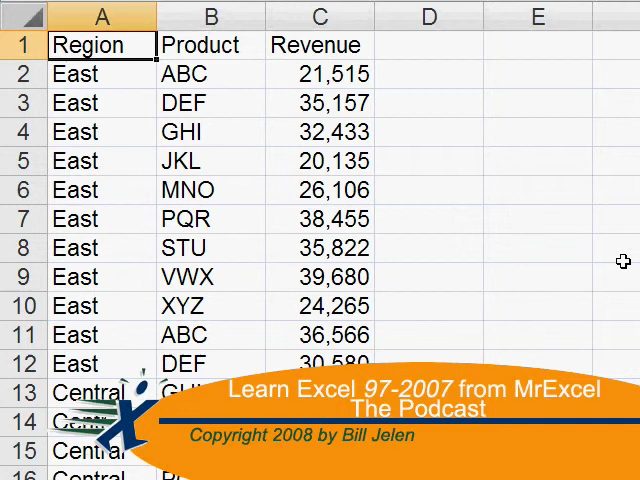 A B C D E
1 Region Product Revenue
2 East ABC 21,515
3 East DEF 35,157
4 East GHI 32,433
5 East JKL 20,135
6 East MNO 26,106
7 East PQR 38,455
8 East STU 35,822
9 East VWX 39,680
10 East XYZ 24,265
11 East ABC 36,566
12 East DEF 30,580
13 Central
14
15 Central
16 Central
Learn Excel 97-2007 from MrExcel
The Podcast
Copyright 2008 by Bill Jelen